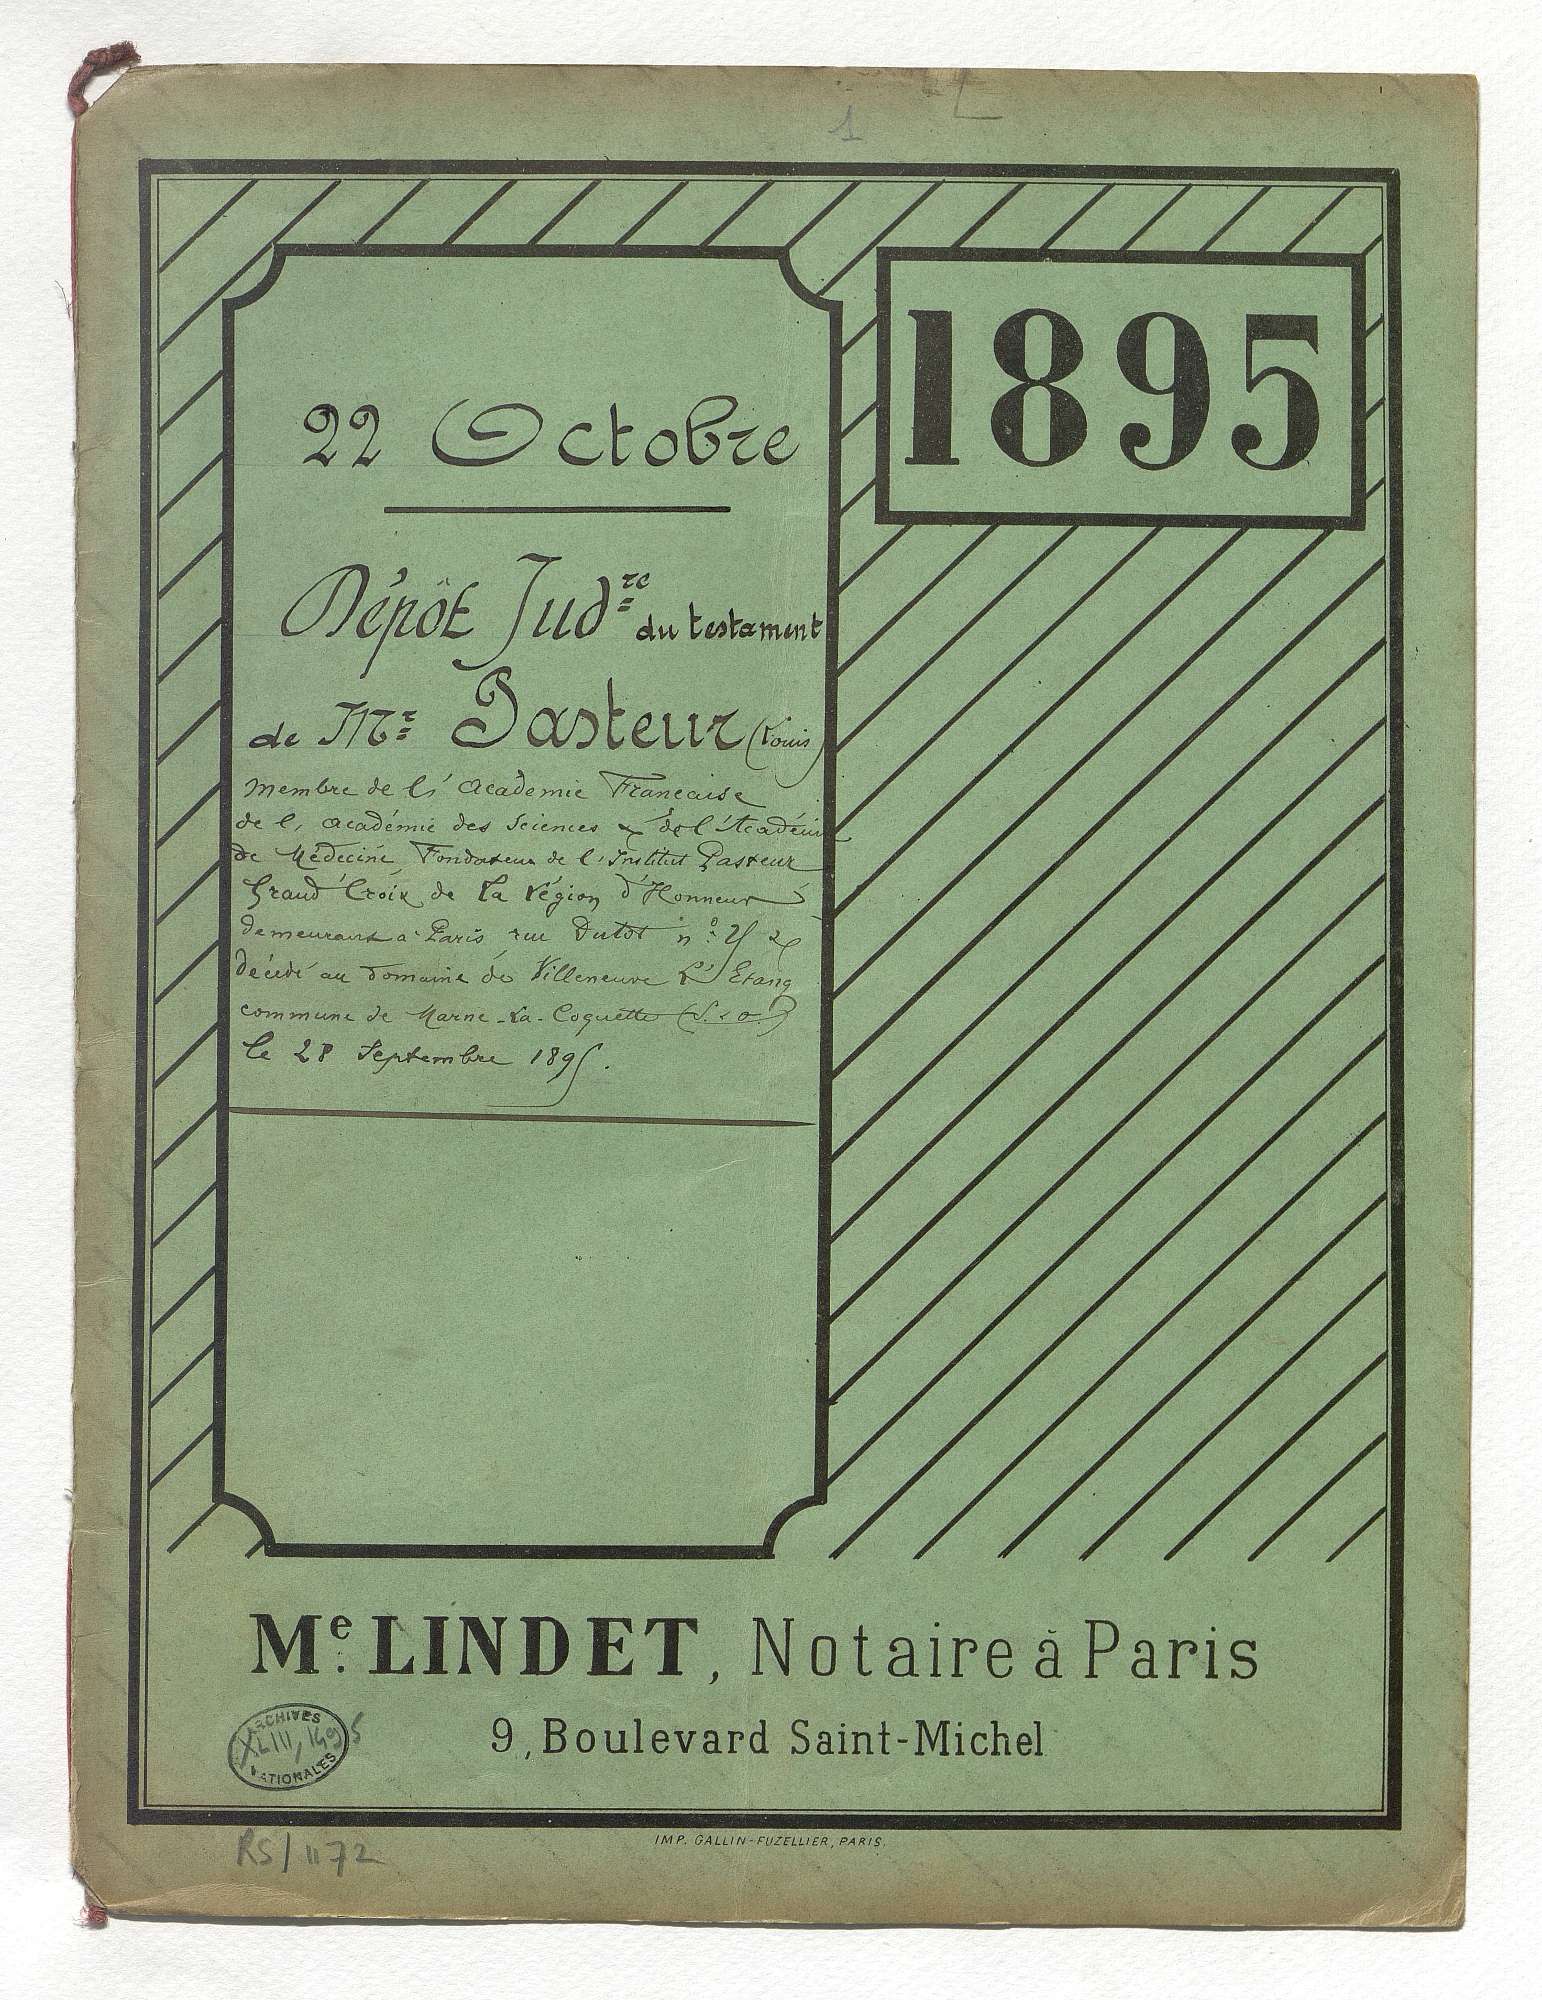 1
1895
22 Octobre
Dépôt Jud.re du testament
de Mr. Pasteur (Louis)
Membre de l'Académie Française
de l'Académie des Sciences & de l'Académie
de Médecine Fondateur de l'Institut Pasteur
Grand Croix de La Légion d'Honneur
demeurant à Paris rue Dutot n°. 25 &
décédé au domaine de Villeneuve L'Etang
commune de Marne-La-Coquette (S. & O.)
le 28 Septembre 1895.
Me. LINDET, Notaire à Paris
9, Boulevard Saint-Michel
ARCHIVES
XLIII, 1495
NATIONALES
IMP. GALLIN-FUZELLIER, PARIS.
RS/1172